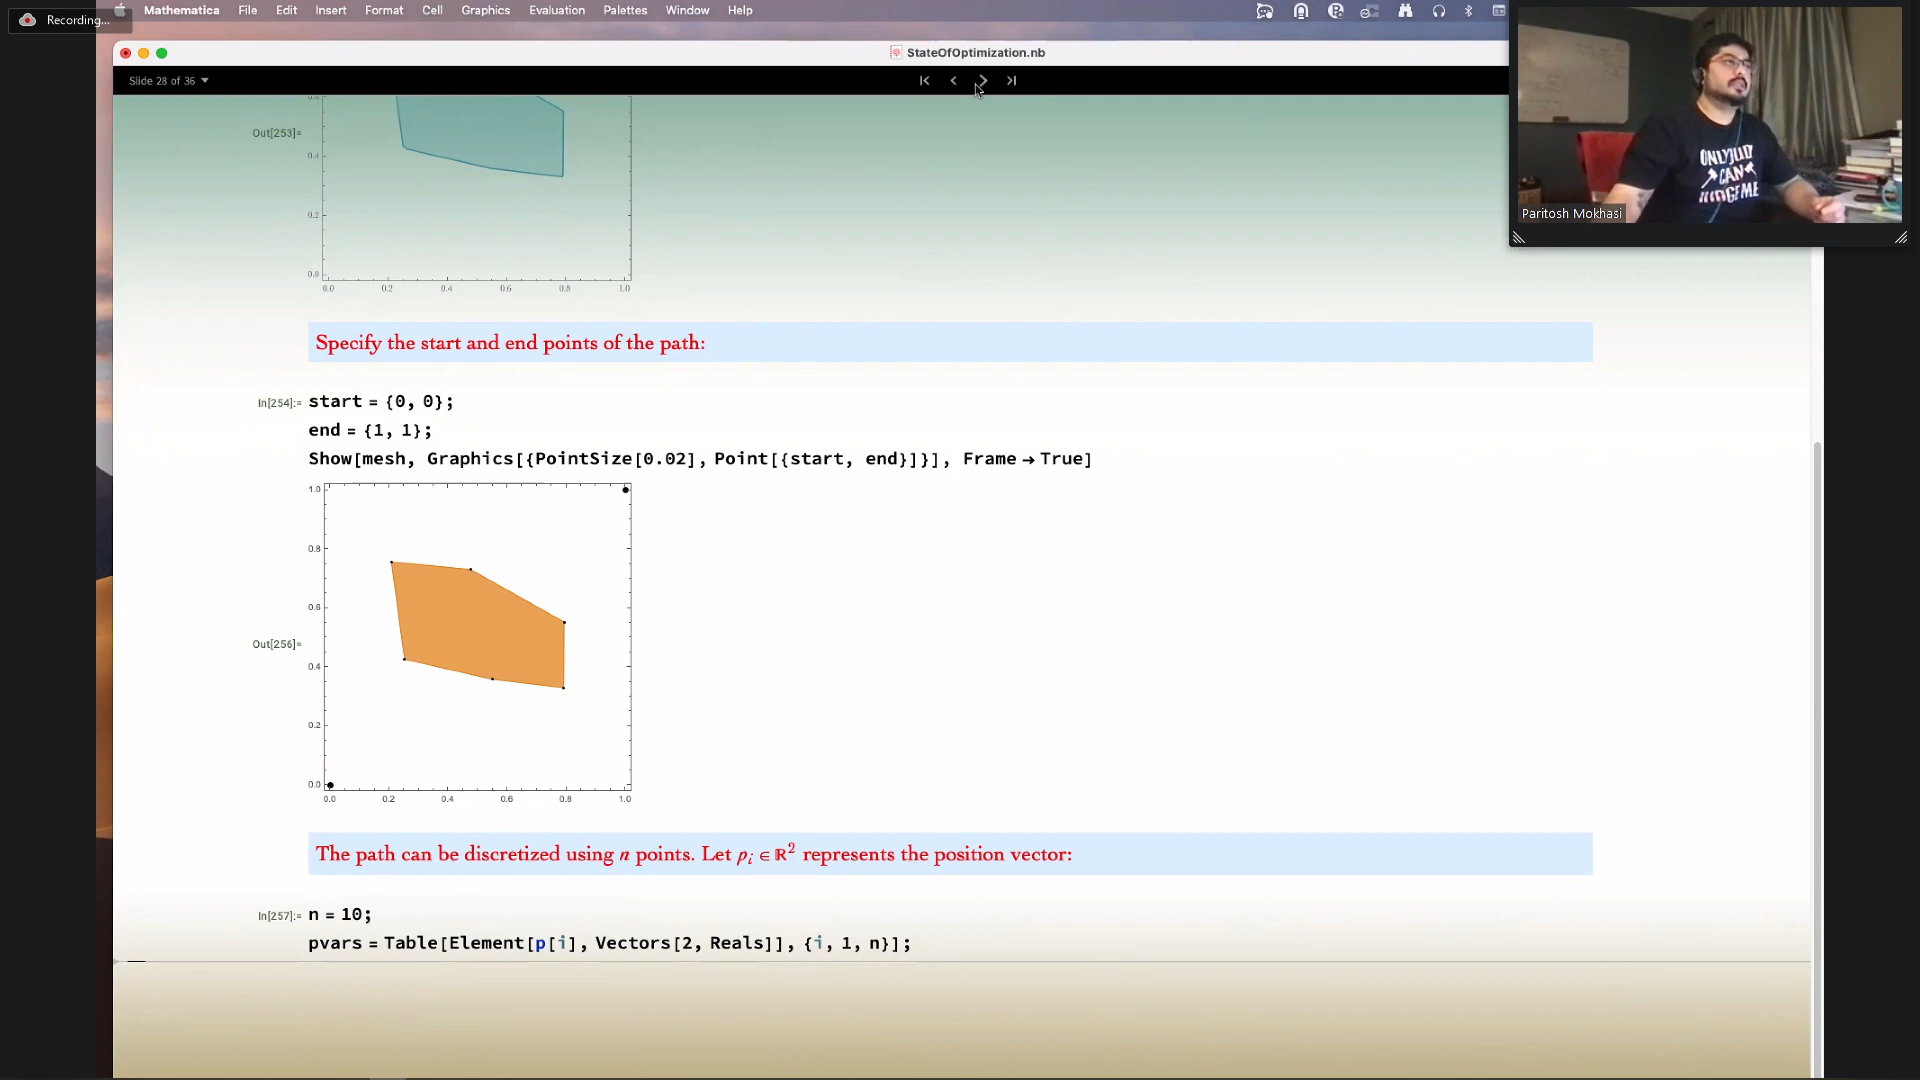 Recording...
Mathematica File Edit Insert Format Cell Graphics Evaluation Palettes Window Help
StateOfOptimization.nb
Slide 28 of 36
ONLY JUDY
CAN
JUDGE ME
Paritosh Mokhasi
Out[253]=
0.4
0.2
0.0
0.0 0.2 0.4 0.6 0.8 1.0
Specify the start and end points of the path:
In[254]:= start = {0, 0};
end = {1, 1};
Show[mesh, Graphics[{PointSize[0.02], Point[{start, end}]}], Frame → True]
Out[256]=
1.0
0.8
0.6
0.4
0.2
0.0
0.0 0.2 0.4 0.6 0.8 1.0
The path can be discretized using n points. Let pᵢ ∈ ℝ² represents the position vector:
In[257]:= n = 10;
pvars = Table[Element[p[i], Vectors[2, Reals]], {i, 1, n}];